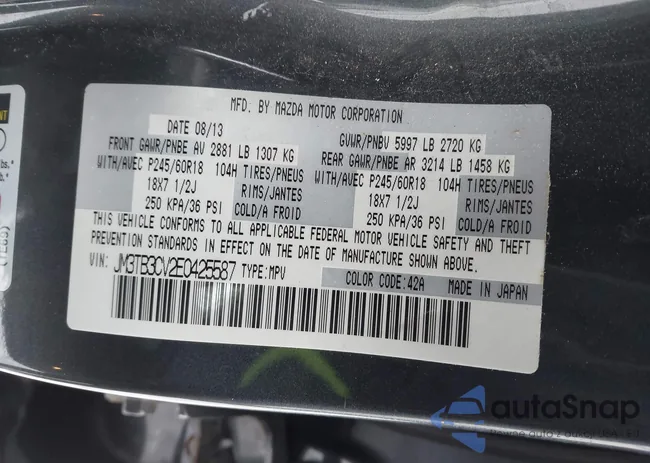 MFD. BY MAZDA MOTOR CORPORATION
DATE 08/13 GVWR/PNBV 5997 LB 2720 KG
FRONT GAWR/PNBE AV 2881 LB 1307 KG REAR GAWR/PNBE AR 3214 LB 1458 KG
WITH/AVEC P245/60R18 104H TIRES/PNEUS WITH/AVEC P245/60R18 104H TIRES/PNEUS
18X7 1/2J RIMS/JANTES 18X7 1/2J RIMS/JANTES
250 KPA/36 PSI COLD/A FROID 250 KPA/36 PSI COLD/A FROID
THIS VEHICLE CONFORMS TO ALL APPLICABLE FEDERAL MOTOR VEHICLE SAFETY AND THEFT
PREVENTION STANDARDS IN EFFECT ON THE DATE OF MANUFACTURE SHOWN ABOVE.
VIN: JM3TB3CV2E0425587 TYPE:MPV COLOR CODE:42A MADE IN JAPAN
autoSnap